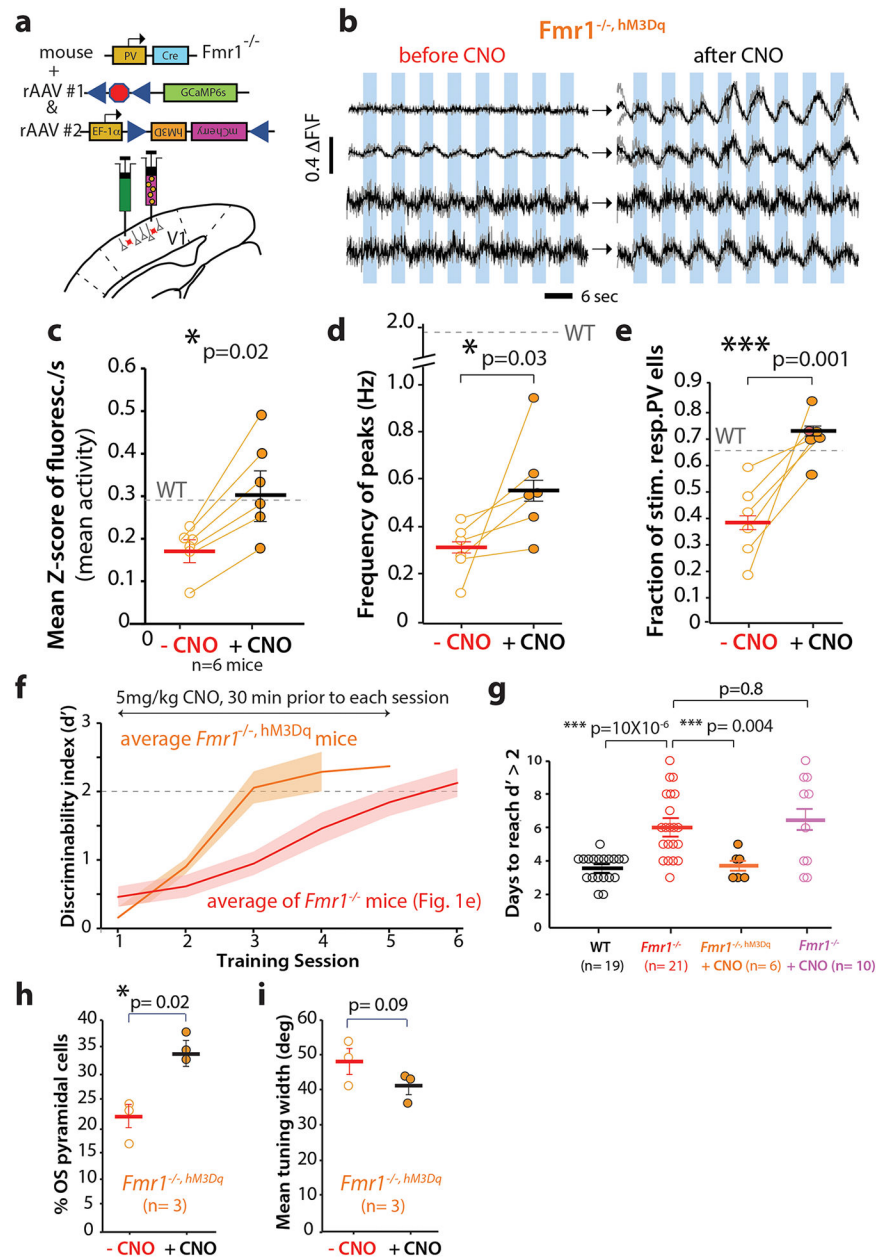 a
mouse
PV
Cre
Fmr1-/-
+
rAAV #1
GCaMP6s
&
rAAV #2
EF-1α
hM3D
mCherry
V1
b
Fmr1-/-, hM3Dq
before CNO
after CNO
0.4 ΔF\F
6 sec
c
*
p=0.02
Mean Z-score of fluoresc./s
(mean activity)
0.6
0.5
0.4
0.3
0.2
0.1
0
0
WT
- CNO
+ CNO
n=6 mice
d
2.0
WT
*
p=0.03
Frequency of peaks (Hz)
1.0
0.8
0.6
0.4
0.2
0
- CNO
+ CNO
e
***
p=0.001
Fraction of stim. resp.PV ells
0.9
0.8
0.7
0.6
0.5
0.4
0.3
0.2
0.1
0.0
WT
- CNO
+ CNO
f
5mg/kg CNO, 30 min prior to each session
average Fmr1-/-, hM3Dq mice
average of Fmr1-/- mice (Fig. 1e)
Discriminability index (d')
3
2
1
0
1 2 3 4 5 6
Training Session
g
p=0.8
*** p=10X10-6
*** p= 0.004
Days to reach d' > 2
10
8
6
4
2
0
WT
(n= 19)
Fmr1-/-
(n= 21)
Fmr1-/-, hM3Dq
+ CNO (n= 6)
Fmr1-/-
+ CNO (n= 10)
h
*
p= 0.02
% OS pyramidal cells
40
35
30
25
20
15
10
5
0
Fmr1-/-, hM3Dq
(n= 3)
- CNO
+ CNO
i
p= 0.09
Mean tuning width (deg)
60
50
40
30
20
10
0
Fmr1-/-, hM3Dq
(n= 3)
- CNO
+ CNO